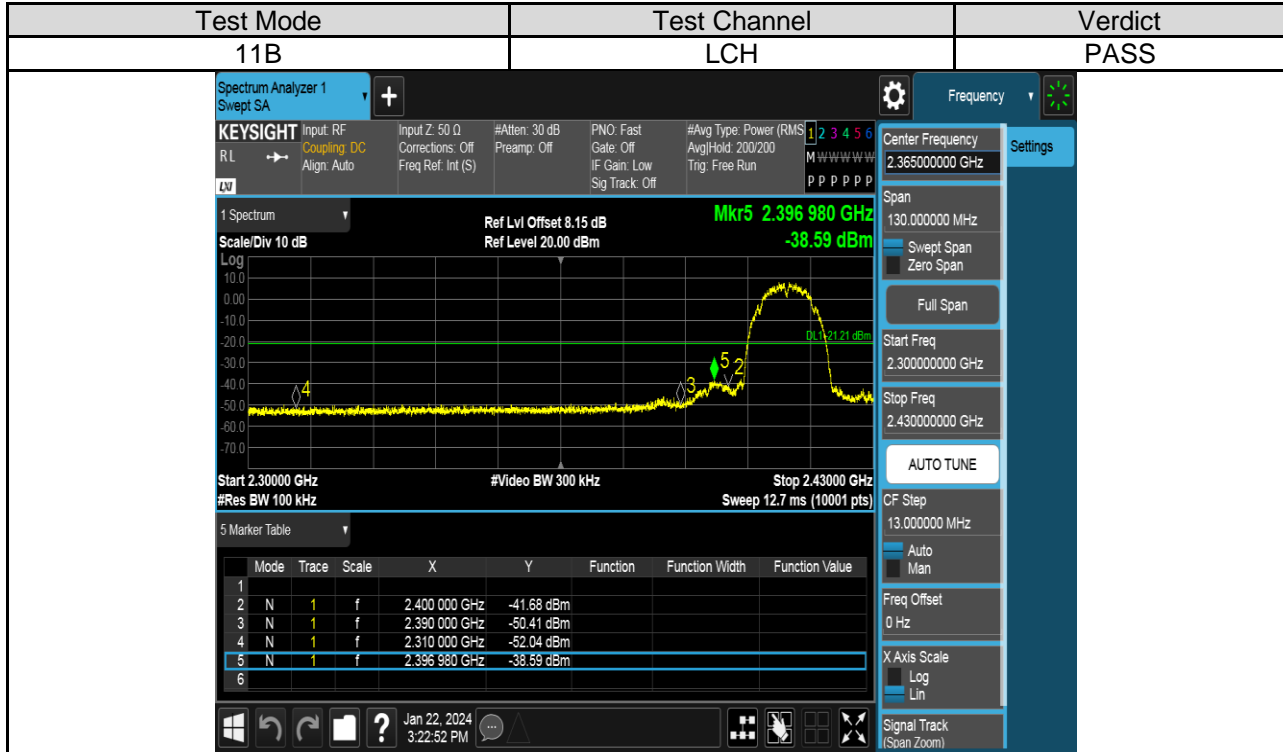 Test Mode Test Channel Verdict
11B LCH PASS
Spectrum Analyzer 1
Swept SA
+
Frequency
KEYSIGHT
RL
LXI
Input: RF
Coupling: DC
Align: Auto
Input Z: 50 Ω
Corrections: Off
Freq Ref: Int (S)
#Atten: 30 dB
Preamp: Off
PNO: Fast
Gate: Off
IF Gain: Low
Sig Track: Off
#Avg Type: Power (RMS
Avg|Hold: 200/200
Trig: Free Run
1 2 3 4 5 6
M W W W W W
P P P P P P
Center Frequency
2.365000000 GHz
Settings
Span
130.000000 MHz
Swept Span
Zero Span
Full Span
Start Freq
2.300000000 GHz
Stop Freq
2.430000000 GHz
AUTO TUNE
CF Step
13.000000 MHz
Auto
Man
Freq Offset
0 Hz
X Axis Scale
Log
Lin
Signal Track
(Span Zoom)
1 Spectrum
Scale/Div 10 dB
Ref Lvl Offset 8.15 dB
Ref Level 20.00 dBm
Mkr5 2.396 980 GHz
-38.59 dBm
Log
10.0
0.00
-10.0
-20.0
-30.0
-40.0
-50.0
-60.0
-70.0
DL1 -21.21 dBm
4
3
5
2
Start 2.30000 GHz #Video BW 300 kHz Stop 2.43000 GHz
#Res BW 100 kHz Sweep 12.7 ms (10001 pts)
5 Marker Table
Mode Trace Scale X Y Function Function Width Function Value
1
2 N 1 f 2.400 000 GHz -41.68 dBm
3 N 1 f 2.390 000 GHz -50.41 dBm
4 N 1 f 2.310 000 GHz -52.04 dBm
5 N 1 f 2.396 980 GHz -38.59 dBm
6
?
Jan 22, 2024
3:22:52 PM